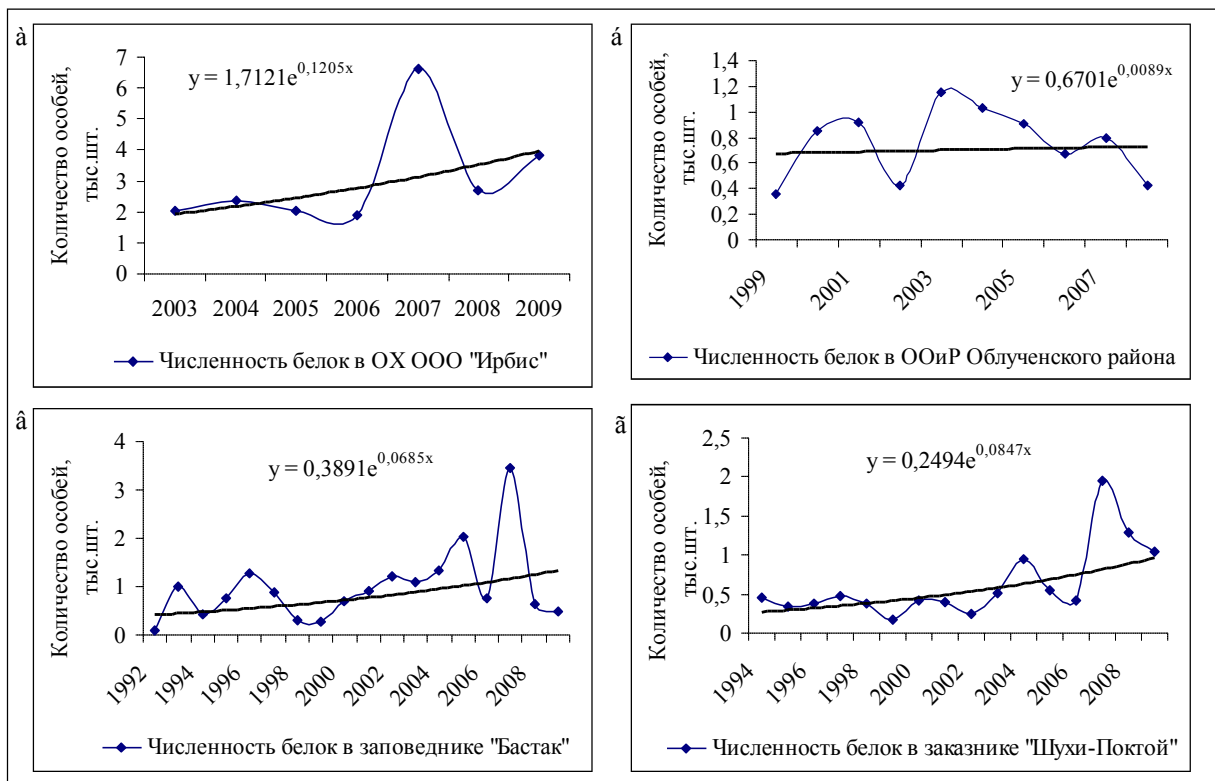 à
Количество особей,
тыс.шт.
y = 1,7121e^0,1205x
7
6
5
4
3
2
1
0
2003 2004 2005 2006 2007 2008 2009
Численность белок в ОХ ООО "Ирбис"
á
Количество особей,
тыс.шт.
y = 0,6701e^0,0089x
1,4
1,2
1
0,8
0,6
0,4
0,2
0
1999 2001 2003 2005 2007
Численность белок в ООиР Облученского района
â
Количество особей,
тыс.шт.
y = 0,3891e^0,0685x
4
3
2
1
0
1992 1994 1996 1998 2000 2002 2004 2006 2008
Численность белок в заповеднике "Бастак"
ã
Количество особей,
тыс.шт.
y = 0,2494e^0,0847x
2,5
2
1,5
1
0,5
0
1994 1996 1998 2000 2002 2004 2006 2008
Численность белок в заказнике "Шухи-Поктой"